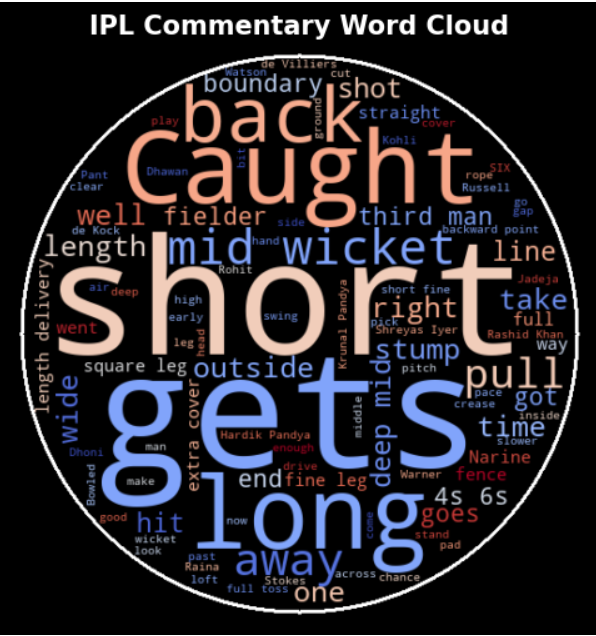 IPL Commentary Word Cloud
de Villiers
Watson
cut
boundary
shot
back
ground
straight
play
cover
Caught
bit
Kohli
Pant
Dhawan
SIX
rope
clear
Russell
well
fielder
third man
go
gap
de Kock
side
backward point
length
mid wicket
hand
line
short
Rohit
air
deep
high
early
swing
Krunal Pandya
short fine
right
pick
Jadeja
take
length delivery
went
leg
head
Shreyas Iyer
full
Rashid Khan
way
square leg
outside
stump
pitch
pull
gets
wide
extra cover
middle
deep mid
pace
crease
got
inside
time
slower
Hardik Pandya
man
enough
Dhoni
drive
Narine
Bowled
make
end
fine leg
Warner
fence
long
4s 6s
good
hit
now
come
goes
wicket
look
stand
pad
past
away
Raina
loft
Stokes
across
chance
full toss
one